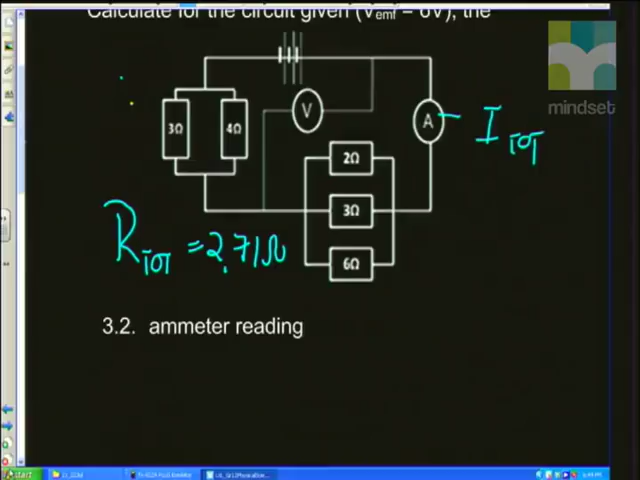 Calculate for the circuit given (Vemf = 6V), the
mindset
V
A
I TOT
3Ω
4Ω
2Ω
3Ω
6Ω
R TOT = 2.71Ω
3.2. ammeter reading
start